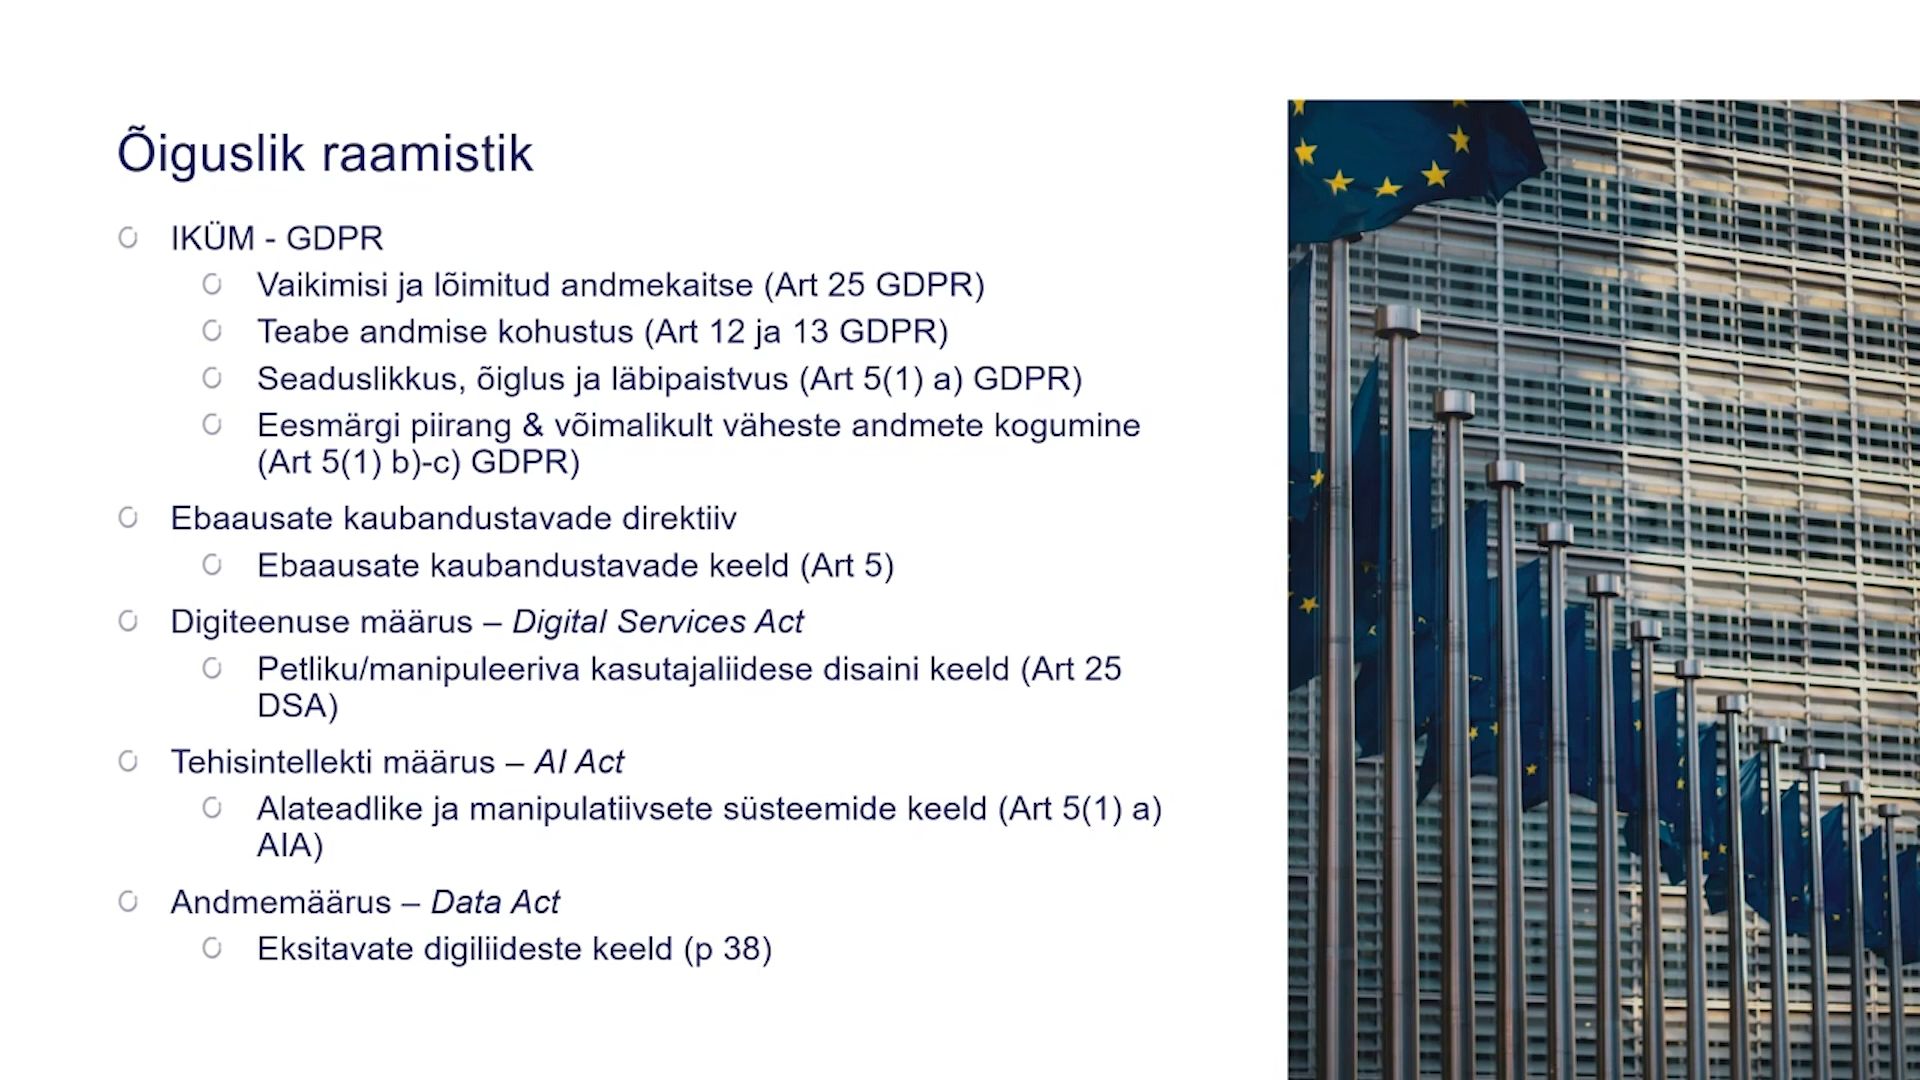 Õiguslik raamistik
IKÜM - GDPR
Vaikimisi ja lõimitud andmekaitse (Art 25 GDPR)
Teabe andmise kohustus (Art 12 ja 13 GDPR)
Seaduslikkus, õiglus ja läbipaistvus (Art 5(1) a) GDPR)
Eesmärgi piirang & võimalikult väheste andmete kogumine
(Art 5(1) b)-c) GDPR)
Ebaausate kaubandustavade direktiiv
Ebaausate kaubandustavade keeld (Art 5)
Digiteenuse määrus – Digital Services Act
Petliku/manipuleeriva kasutajaliidese disaini keeld (Art 25
DSA)
Tehisintellekti määrus – AI Act
Alateadlike ja manipulatiivsete süsteemide keeld (Art 5(1) a)
AIA)
Andmemäärus – Data Act
Eksitavate digiliideste keeld (p 38)